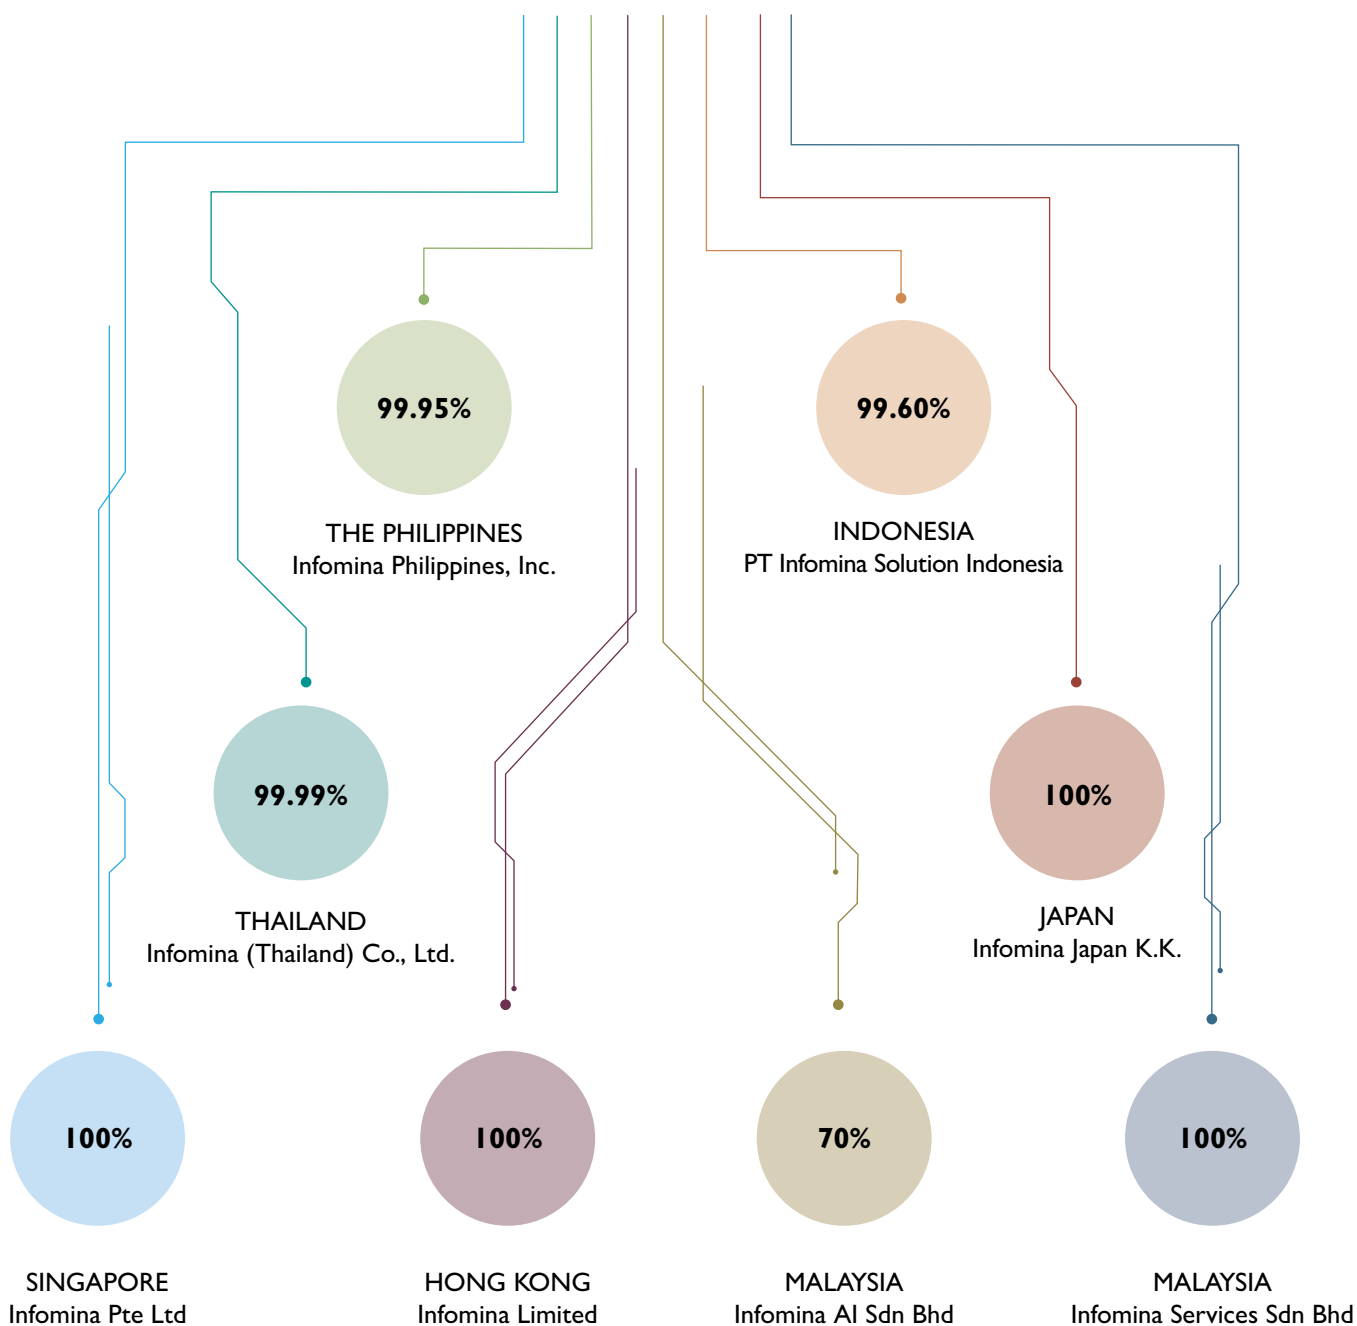 99.95%
THE PHILIPPINES
Infomina Philippines, Inc.
99.60%
INDONESIA
PT Infomina Solution Indonesia
99.99%
THAILAND
Infomina (Thailand) Co., Ltd.
100%
JAPAN
Infomina Japan K.K.
100%
SINGAPORE
Infomina Pte Ltd
100%
HONG KONG
Infomina Limited
70%
MALAYSIA
Infomina AI Sdn Bhd
100%
MALAYSIA
Infomina Services Sdn Bhd